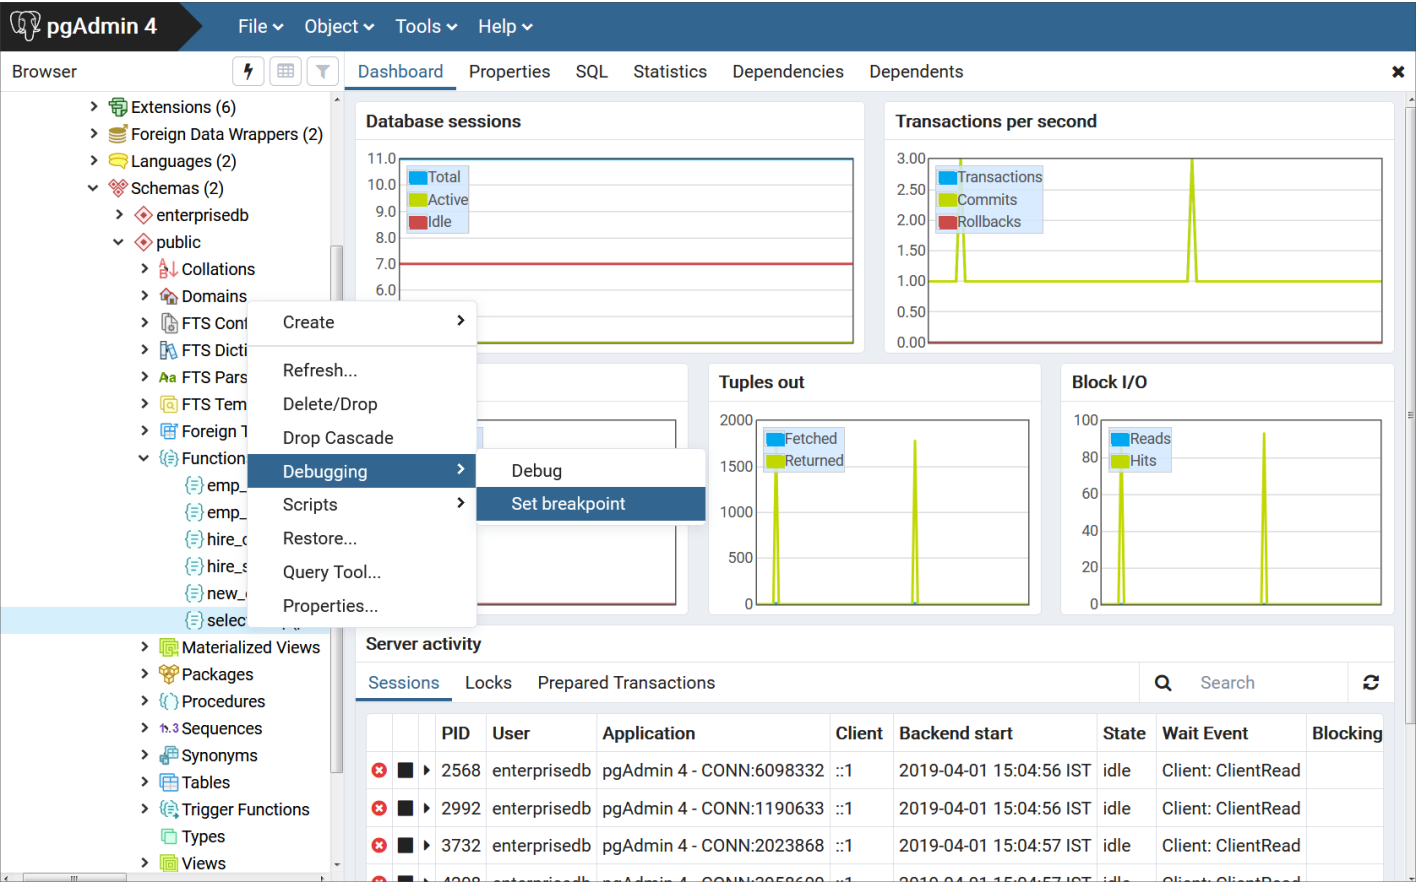 pgAdmin 4
File
Object
Tools
Help
Browser
Dashboard
Properties
SQL
Statistics
Dependencies
Dependents
Extensions (6)
Foreign Data Wrappers (2)
Languages (2)
Schemas (2)
enterprisedb
public
Collations
Domains
FTS Conf
FTS Dicti
FTS Pars
FTS Tem
Foreign T
Function
emp_
emp_
hire_c
hire_s
new_
selec
Materialized Views
Packages
Procedures
1..3 Sequences
Synonyms
Tables
Trigger Functions
Types
Views
Create
Refresh...
Delete/Drop
Drop Cascade
Debugging
Scripts
Restore...
Query Tool...
Properties...
Debug
Set breakpoint
Database sessions
11.0
10.0
9.0
8.0
7.0
6.0
Total
Active
Idle
Transactions per second
3.00
2.50
2.00
1.50
1.00
0.50
0.00
Transactions
Commits
Rollbacks
Tuples out
2000
1500
1000
500
0
Fetched
Returned
Block I/O
100
80
60
40
20
0
Reads
Hits
Server activity
Sessions
Locks
Prepared Transactions
Search
PID User Application Client Backend start State Wait Event Blocking
2568 enterprisedb pgAdmin 4 - CONN:6098332 ::1 2019-04-01 15:04:56 IST idle Client: ClientRead
2992 enterprisedb pgAdmin 4 - CONN:1190633 ::1 2019-04-01 15:04:56 IST idle Client: ClientRead
3732 enterprisedb pgAdmin 4 - CONN:2023868 ::1 2019-04-01 15:04:57 IST idle Client: ClientRead